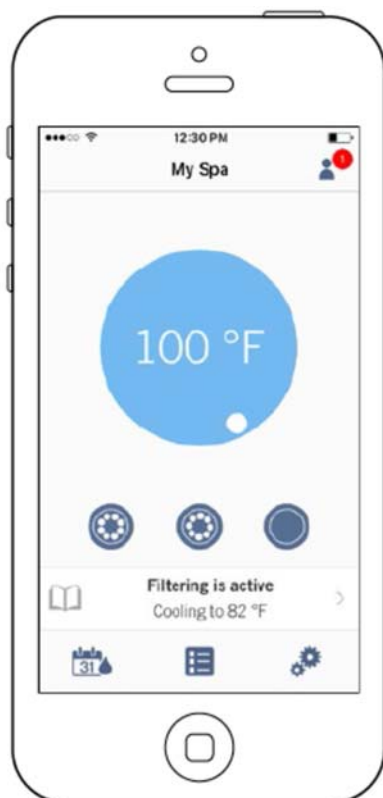 12:30 PM
My Spa
1
100 °F
Filtering is active
Cooling to 82 °F
31